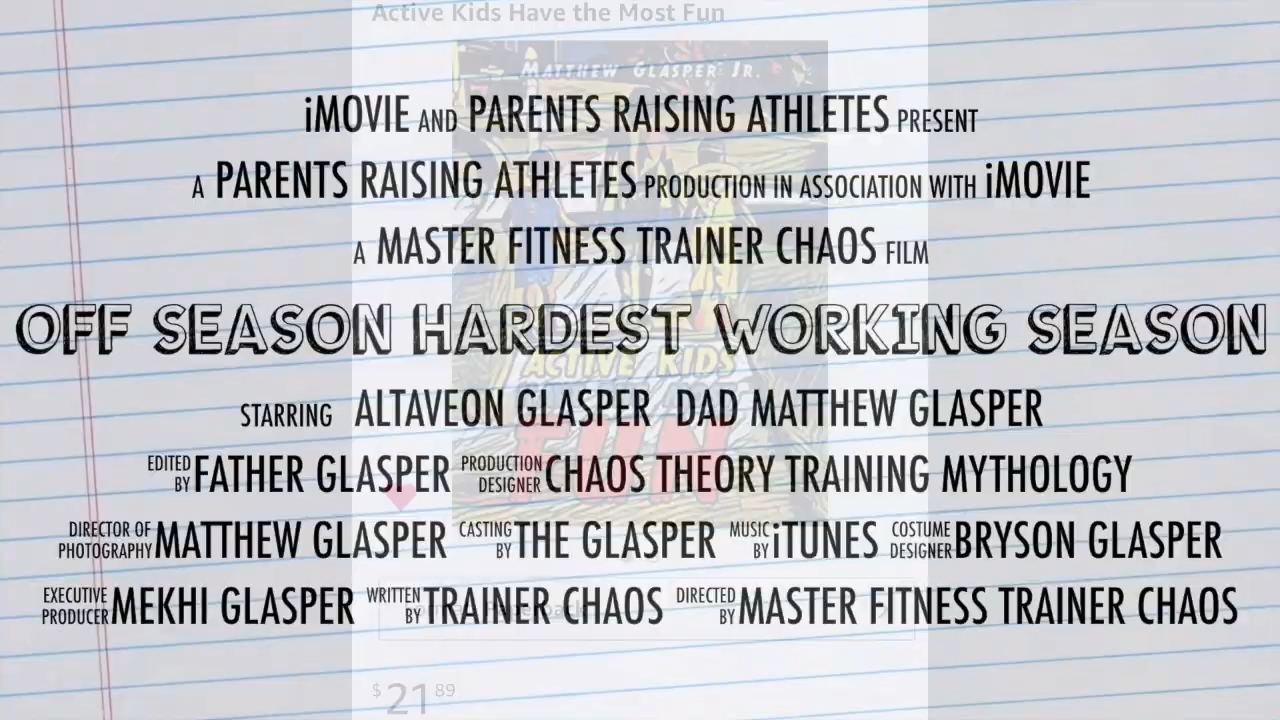 Active Kids Have the Most Fun
MATTHEW GLASPER JR.
iMOVIE AND PARENTS RAISING ATHLETES PRESENT
A PARENTS RAISING ATHLETES PRODUCTION IN ASSOCIATION WITH iMOVIE
A MASTER FITNESS TRAINER CHAOS FILM
OFF SEASON HARDEST WORKING SEASON
ACTIVE KIDS
STARRING ALTAVEON GLASPER DAD MATTHEW GLASPER
FUN
EDITED BY FATHER GLASPER PRODUCTION DESIGNER CHAOS THEORY TRAINING MYTHOLOGY
DIRECTOR OF PHOTOGRAPHY MATTHEW GLASPER CASTING BY THE GLASPER MUSIC BY iTUNES COSTUME DESIGNER BRYSON GLASPER
EXECUTIVE PRODUCER MEKHI GLASPER WRITTEN BY TRAINER CHAOS DIRECTED BY MASTER FITNESS TRAINER CHAOS
$21 89